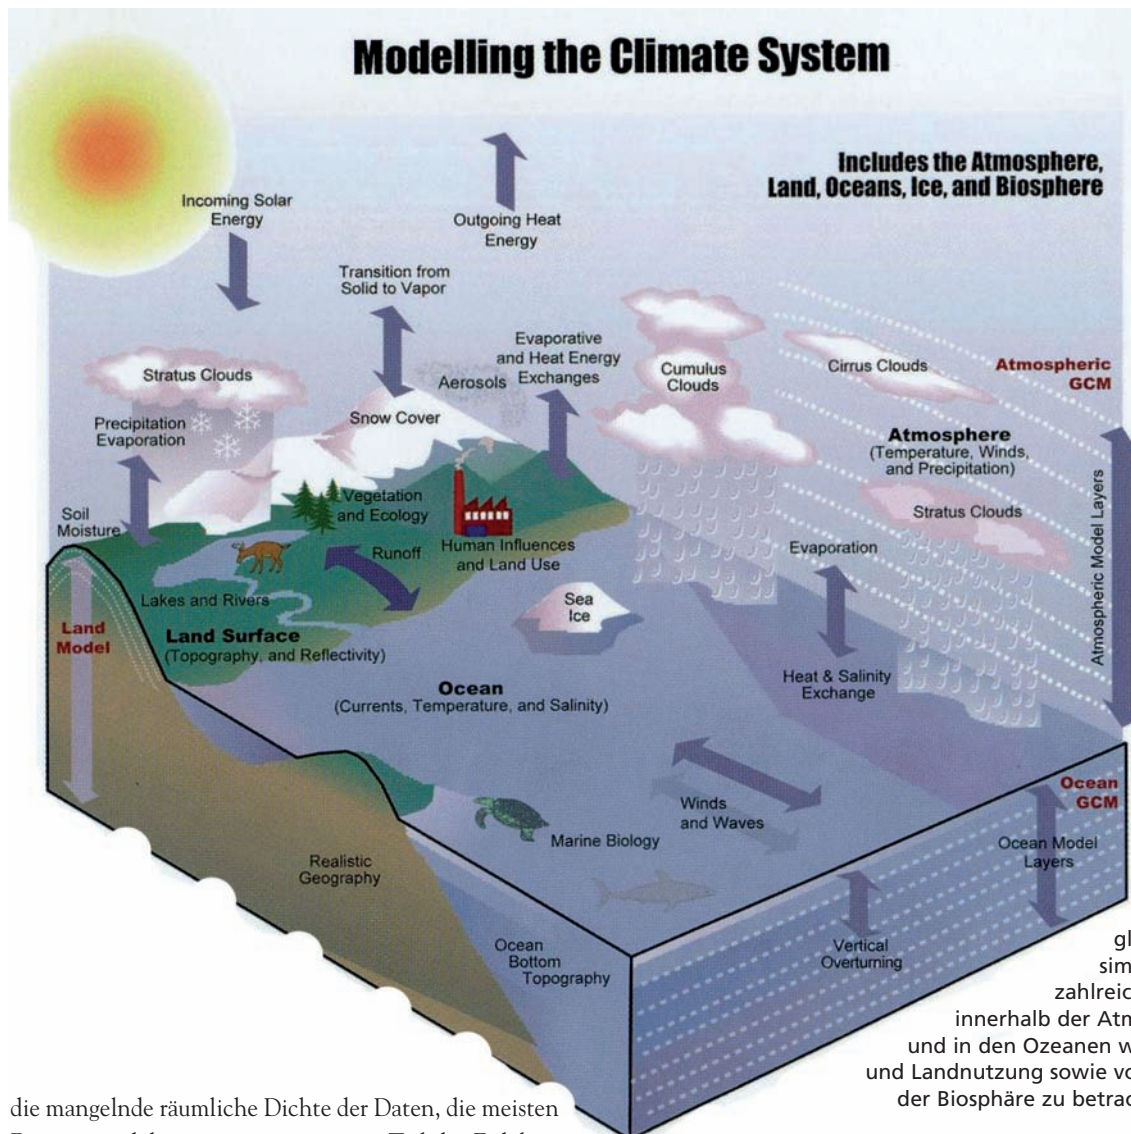 Modelling the Climate System
Includes the Atmosphere,
Land, Oceans, Ice, and Biosphere
Incoming Solar
Energy
Outgoing Heat
Energy
Transition from
Solid to Vapor
Evaporative
and Heat Energy
Exchanges
Stratus Clouds
Aerosols
Cumulus
Clouds
Cirrus Clouds
Atmospheric
GCM
Precipitation
Evaporation
Snow Cover
Atmosphere
(Temperature, Winds,
and Precipitation)
Atmospheric Model Layers
Soil
Moisture
Vegetation
and Ecology
Stratus Clouds
Runoff
Human Influences
and Land Use
Evaporation
Lakes and Rivers
Sea
Ice
Land
Model
Land Surface
(Topography, and Reflectivity)
Heat & Salinity
Exchange
Ocean
(Currents, Temperature, and Salinity)
Ocean
GCM
Winds
and Waves
Marine Biology
Ocean Model
Layers
Realistic
Geography
Ocean
Bottom
Topography
Vertical
Overturning
gl
sim
zahlreic
innerhalb der Atm
und in den Ozeanen w
und Landnutzung sowie vo
der Biosphäre zu betrac
die mangelnde räumliche Dichte der Daten, die meisten